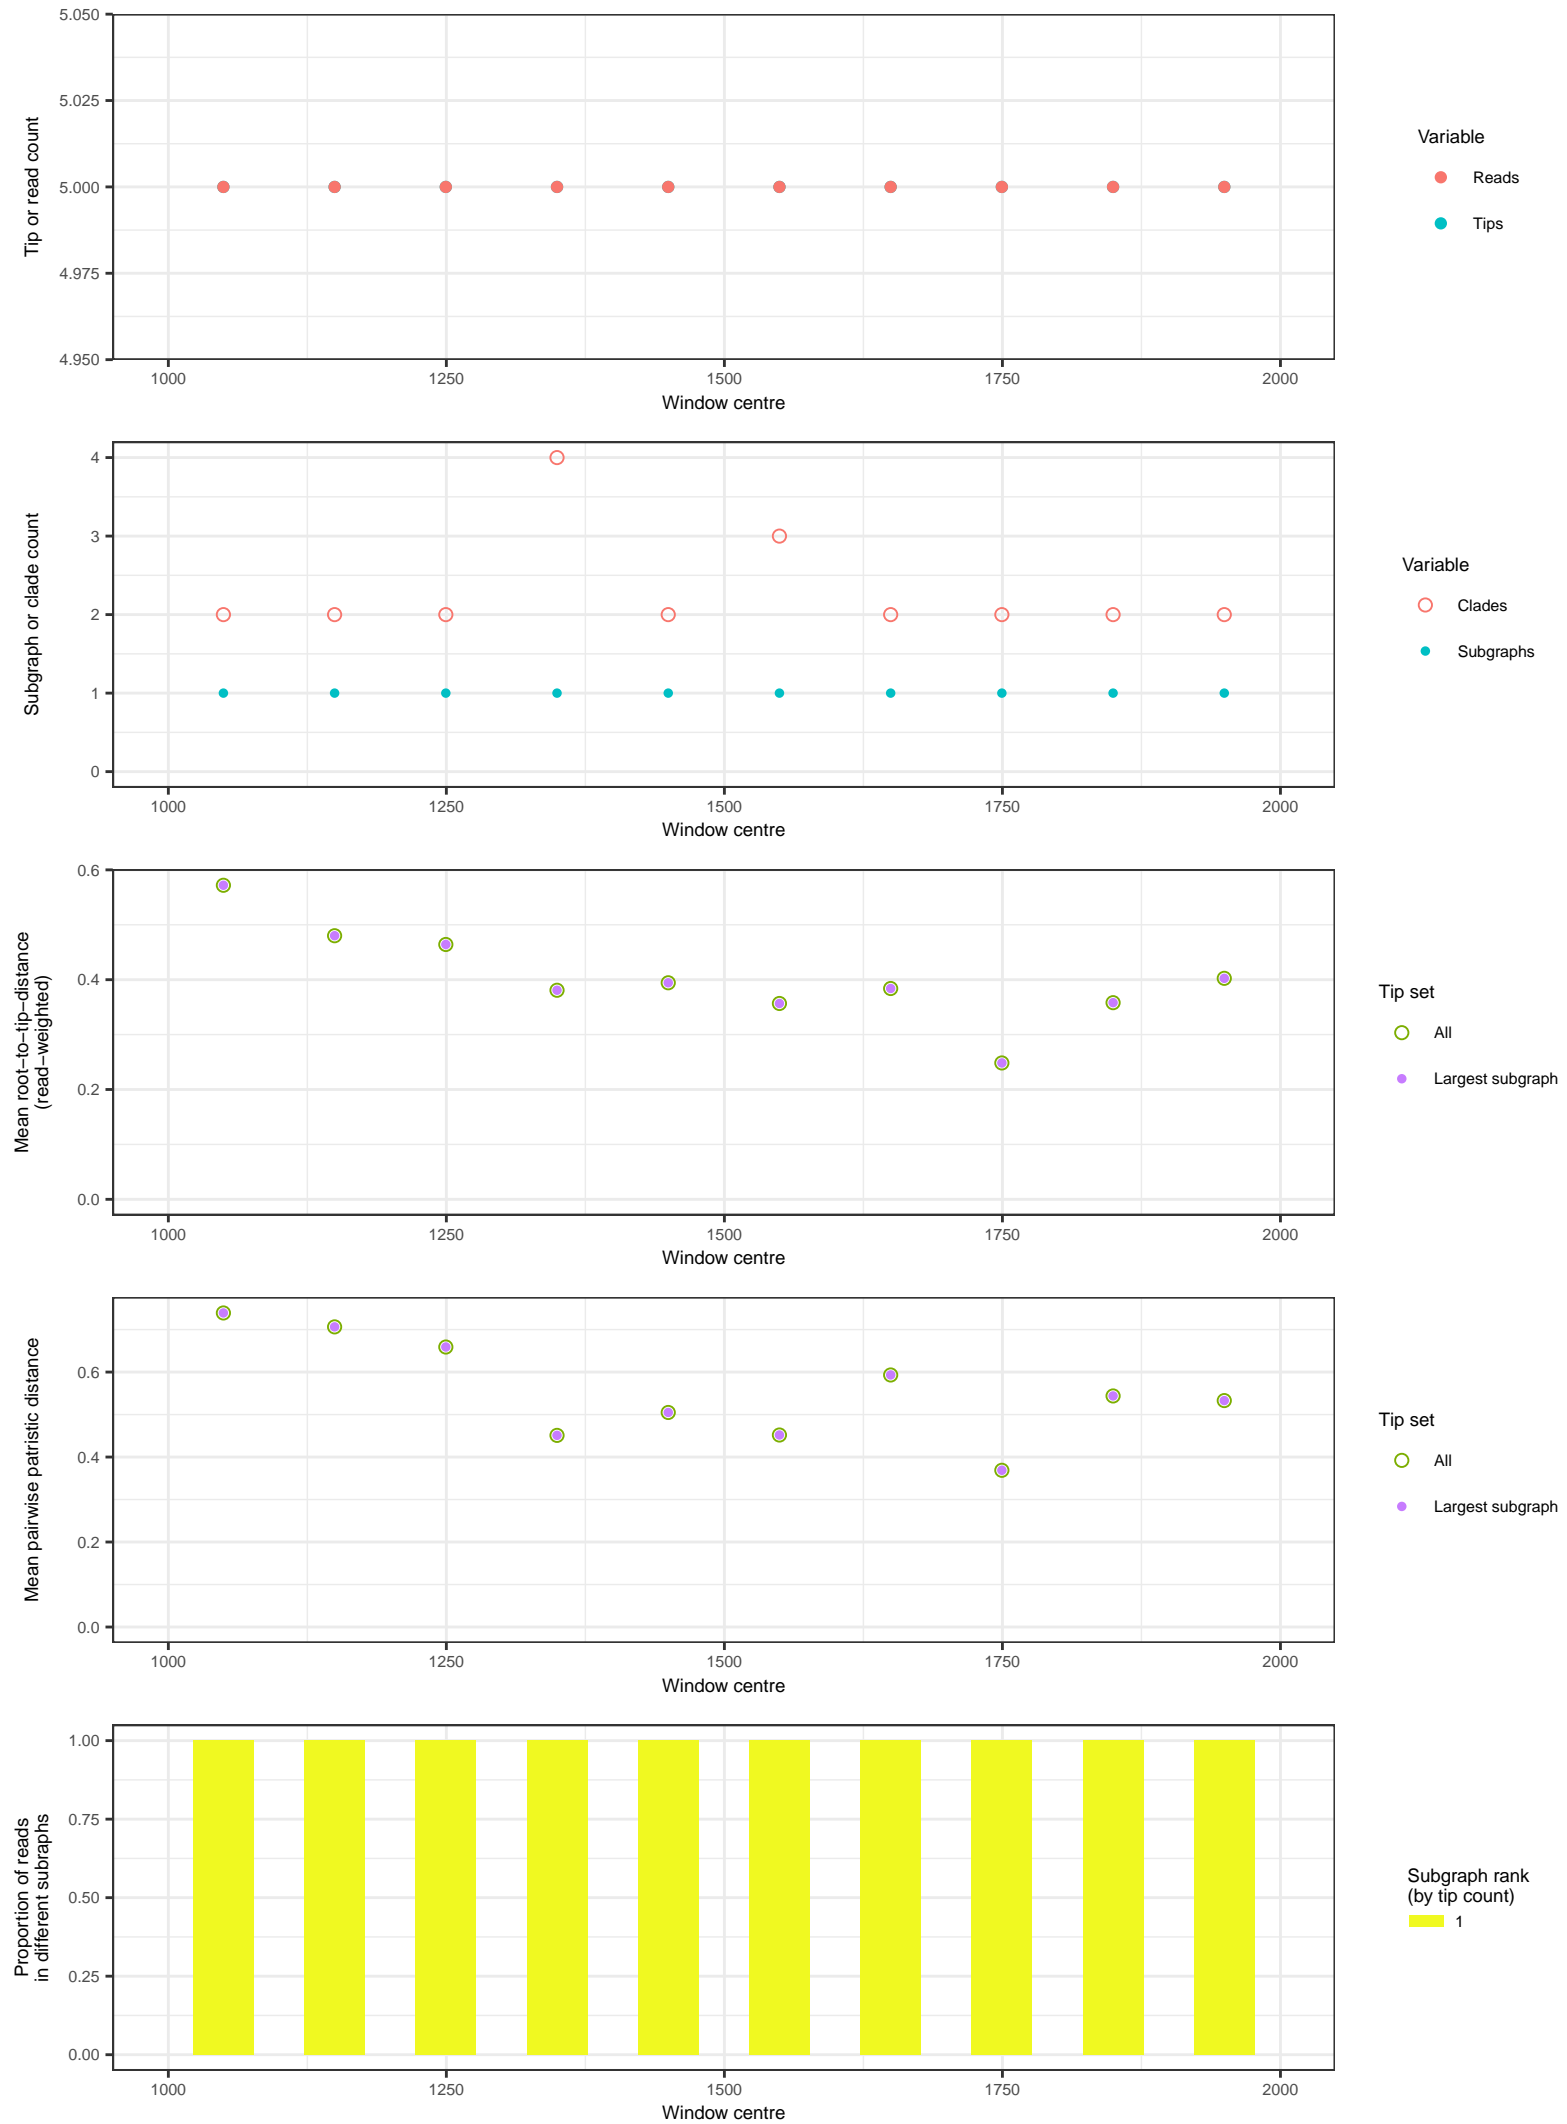 5.050
5.025
5.000
4.975
4.950
Tip or read count
1000 1250 1500 1750 2000
Window centre
Variable
Reads
Tips
4
3
2
1
0
Subgraph or clade count
1000 1250 1500 1750 2000
Window centre
Variable
Clades
Subgraphs
0.6
0.4
0.2
0.0
Mean root−to−tip−distance
(read−weighted)
1000 1250 1500 1750 2000
Window centre
Tip set
All
Largest subgraph
0.6
0.4
0.2
0.0
Mean pairwise patristic distance
1000 1250 1500 1750 2000
Window centre
Tip set
All
Largest subgraph
1.00
0.75
0.50
0.25
0.00
Proportion of reads
in different subraphs
1000 1250 1500 1750 2000
Window centre
Subgraph rank
(by tip count)
1